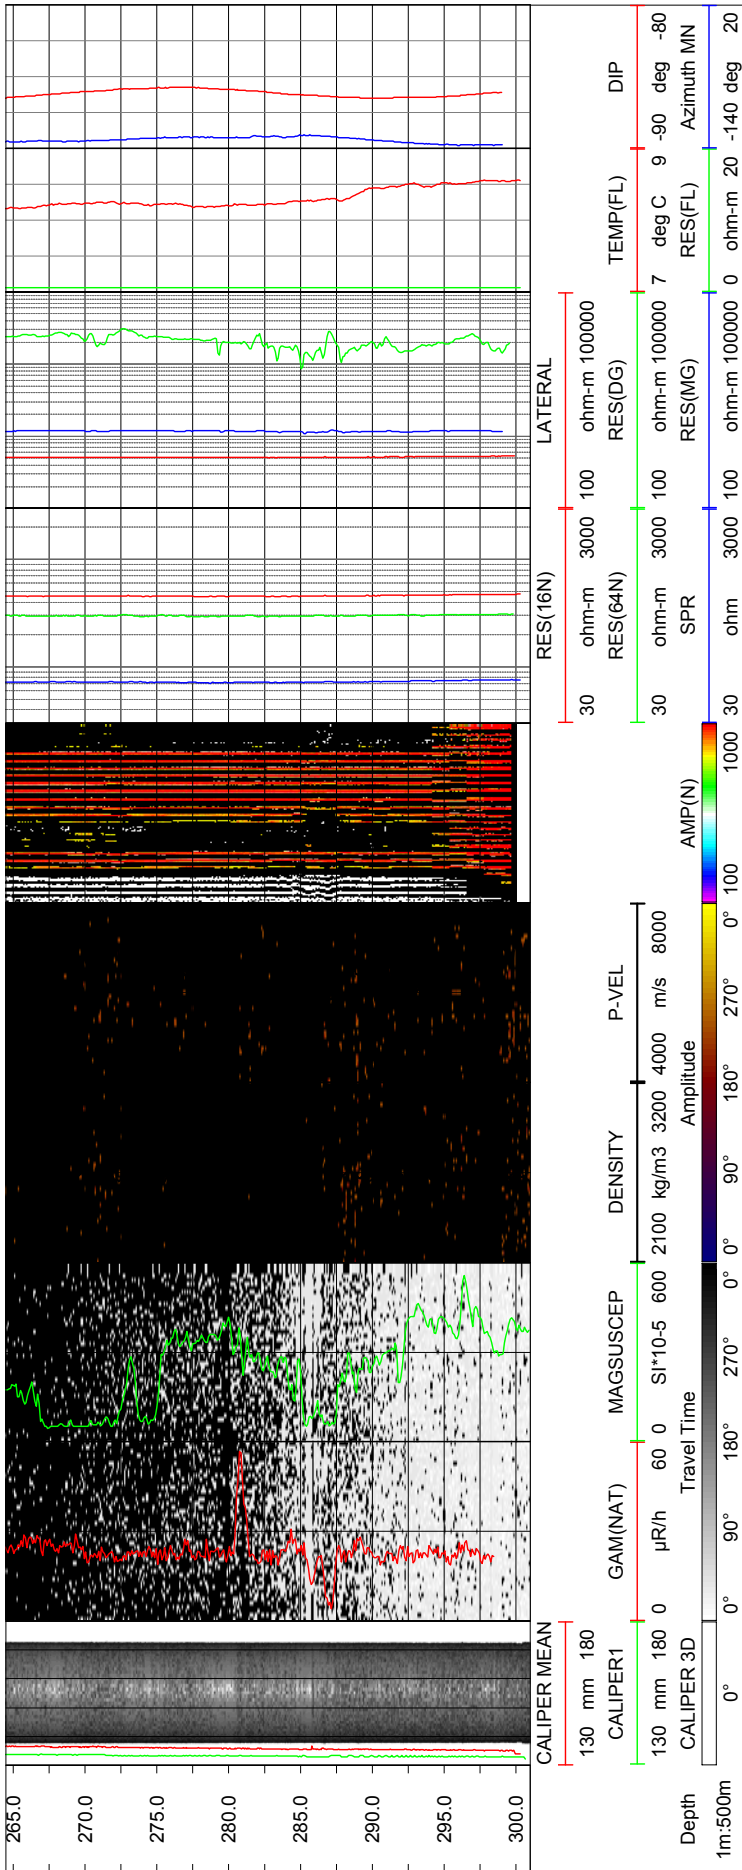 Depth
1m:500m
265.0
270.0
275.0
280.0
285.0
290.0
295.0
300.0
CALIPER MEAN
130 mm 180
CALIPER1
130 mm 180
CALIPER 3D
0°
GAM(NAT)
0 µR/h 60
MAGSUSCEP
0 SI*10-5 600
Travel Time
0° 90° 180° 270° 0°
DENSITY
2100 kg/m3 3200
P-VEL
4000 m/s 8000
Amplitude
0° 90° 180° 270° 0°
AMP(N)
100 1000
RES(16N)
30 ohm-m 3000
RES(64N)
30 ohm-m 3000
SPR
30 ohm 3000
LATERAL
100 ohm-m 100000
RES(DG)
100 ohm-m 100000
RES(MG)
100 ohm-m 100000
TEMP(FL)
7 deg C 9
RES(FL)
0 ohm-m 20
DIP
-90 deg -80
Azimuth MN
-140 deg 20